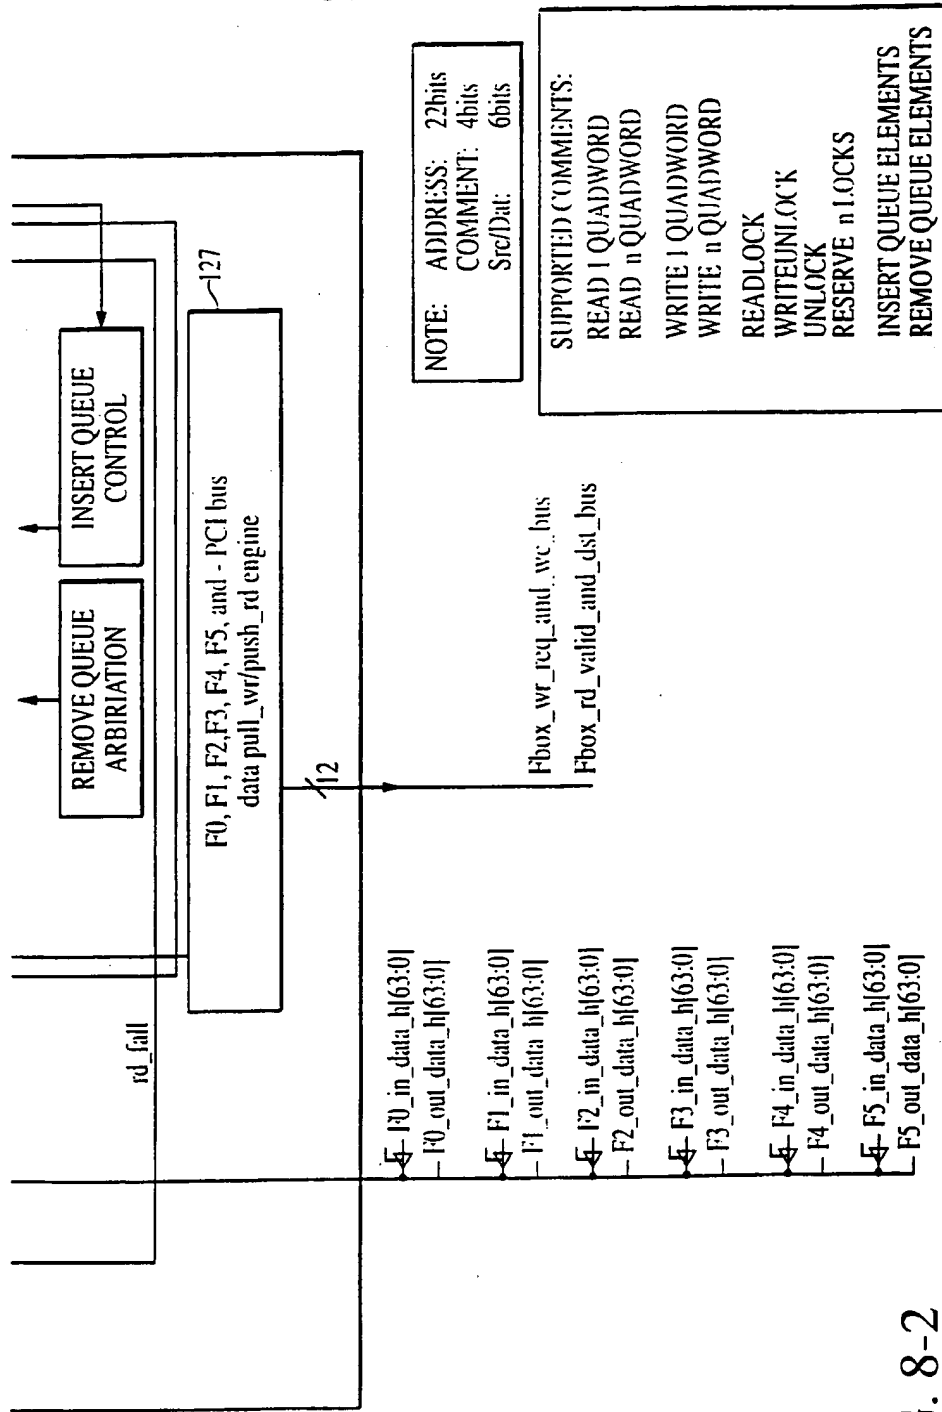 REMOVE QUEUE
ARBIRIATION
INSERT QUEUE
CONTROL
rd_fall
F0, F1, F2,F3, F4, F5, and - PCI bus
data pull_wr/push_rd engine
127
12
F0_in_data_h[63:0]
F0_out_data_h[63:0]
F1_in_data_h[63:0]
F1_out_data h[63:0]
F2_in_data_h[63:0]
F2_out_data_h[63:0]
F3_in_data_h[63:0]
F3_out_data_h[63:0]
F4_in_data_h[63:0]
F4_out_data_h[63:0]
F5_in_data_h[63:0]
F5_out_data_h[63:0]
Fbox_wr_req_and_wc_bus
Fbox_rd_valid_and_dst_bus
NOTE: ADDRESS: 22bits
COMMENT: 4bits
Src/Dat: 6bits
SUPPORTED COMMENTS:
READ 1 QUADWORD
READ n QUADWORD
WRITE 1 QUADWORD
WRITE n QUADWORD
READLOCK
WRITEUNLOCK
UNLOCK
RESERVE n LOCKS
INSERT QUEUE ELEMENTS
REMOVE QUEUE ELEMENTS
8-2